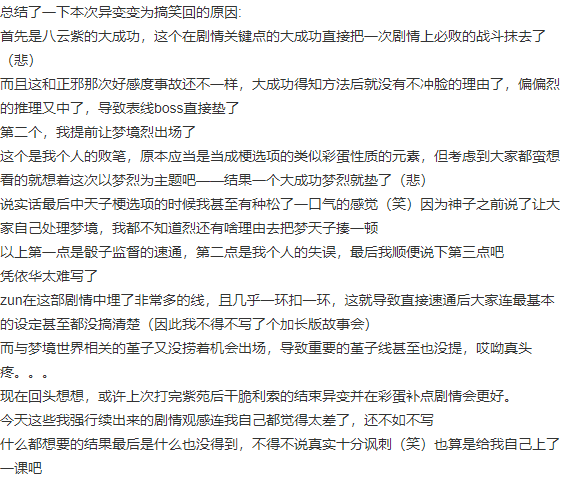 总结了一下本次异变变为搞笑回的原因:
首先是八云紫的大成功，这个在剧情关键点的大成功直接把一次剧情上必败的战斗抹去了
（悲）
而且这和正邪那次好感度事故还不一样，大成功得知方法后就没有不冲脸的理由了，偏偏烈
的推理又中了，导致表线boss直接垫了
第二个，我提前让梦境烈出场了
这个是我个人的败笔，原本应当是当成梗选项的类似彩蛋性质的元素，但考虑到大家都蛮想
看的就想着这次以梦烈为主题吧——结果一个大成功梦烈就垫了（悲）
说实话最后中天子梗选项的时候我甚至有种松了一口气的感觉（笑）因为神子之前说了让大
家自己处理梦境，我都不知道烈还有啥理由去把梦天子揍一顿
以上第一点是骰子监督的速通，第二点是我个人的失误，最后我顺便说下第三点吧
凭依华太难写了
zun在这部剧情中埋了非常多的线，且几乎一环扣一环，这就导致直接速通后大家连最基本
的设定甚至都没搞清楚（因此我不得不写了个加长版故事会）
而与梦境世界相关的堇子又没捞着机会出场，导致重要的堇子线甚至也没提，哎呦真头
疼。。。
现在回头想想，或许上次打完紫苑后干脆利索的结束异变并在彩蛋补点剧情会更好。
今天这些我强行续出来的剧情观感连我自己都觉得太差了，还不如不写
什么都想要的结果最后是什么也没得到，不得不说真实十分讽刺（笑）也算是给我自己上了
一课吧